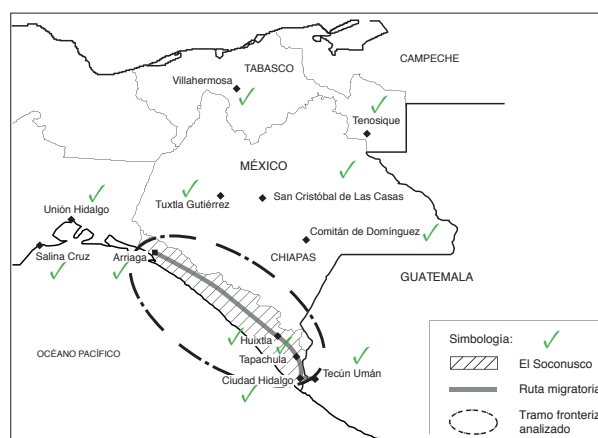 CAMPECHE
TABASCO
Villahermosa
Tenosique
MÉXICO
Tuxtla Gutiérrez
San Cristóbal de Las Casas
Unión Hidalgo
Comitán de Domínguez
Salina Cruz
Arriaga
CHIAPAS
GUATEMALA
OCÉANO PACÍFICO
Huixtla
Tapachula
Ciudad Hidalgo
Tecún Umán
Simbología:
El Soconusco
Ruta migratoria
Tramo fronteriz
analizado